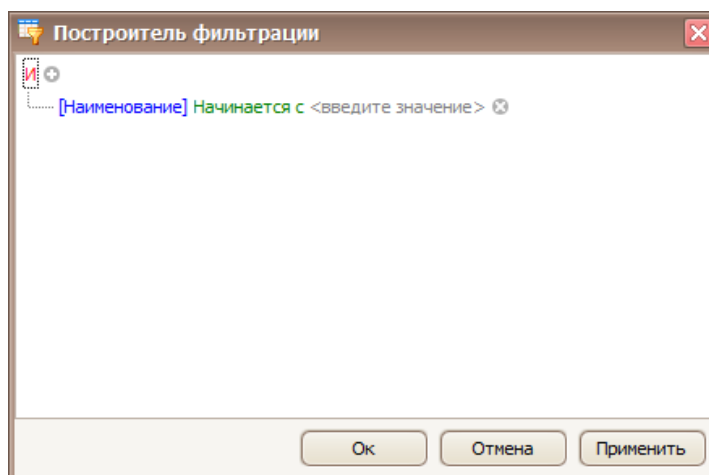 Построитель фильтрации
И
[Наименование] Начинается с <введите значение>
Ок Отмена Применить